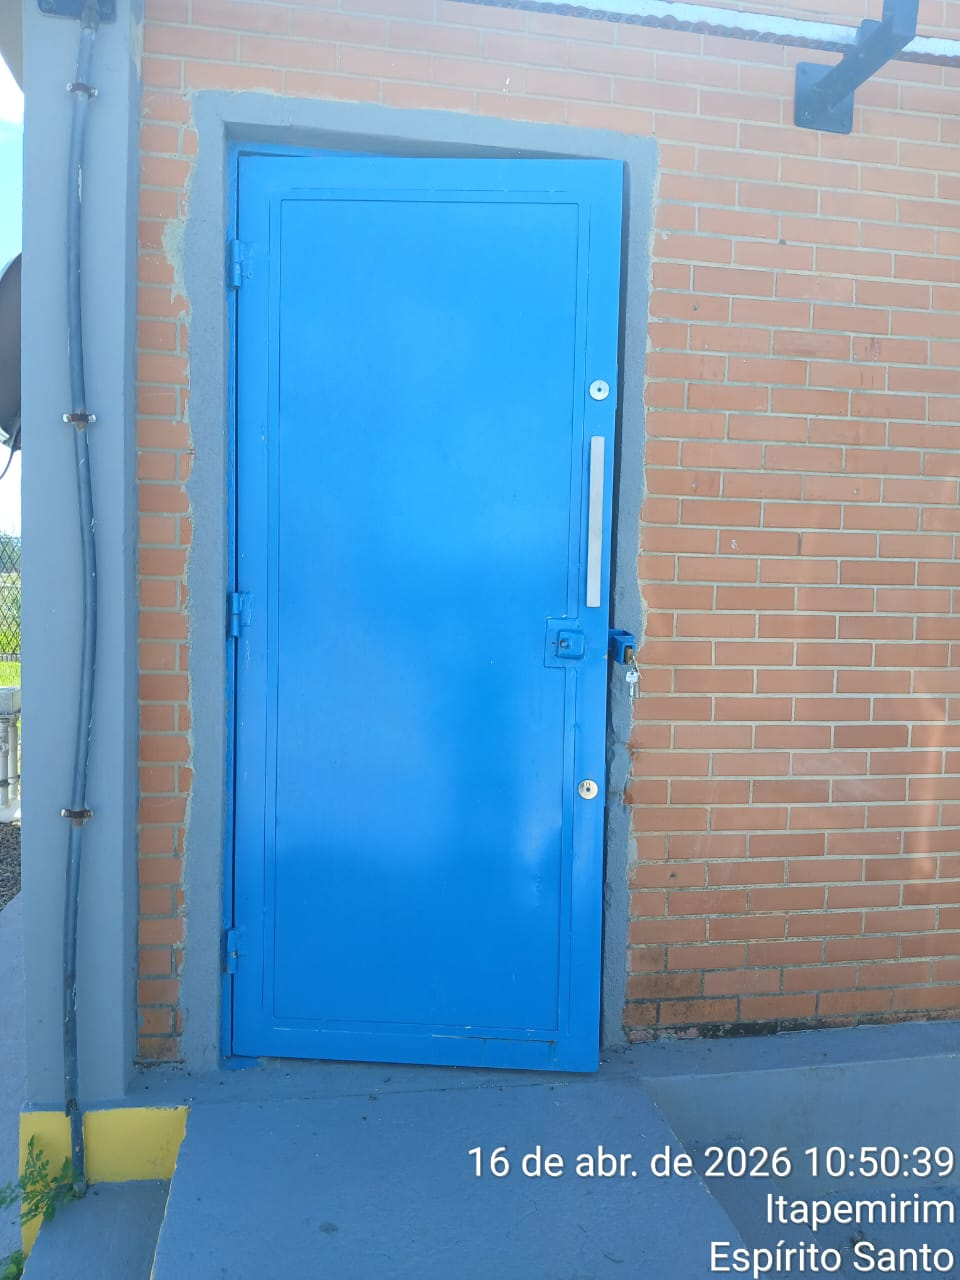 16 de abr. de 2026 10:50:39
Itapemirim
Espírito Santo